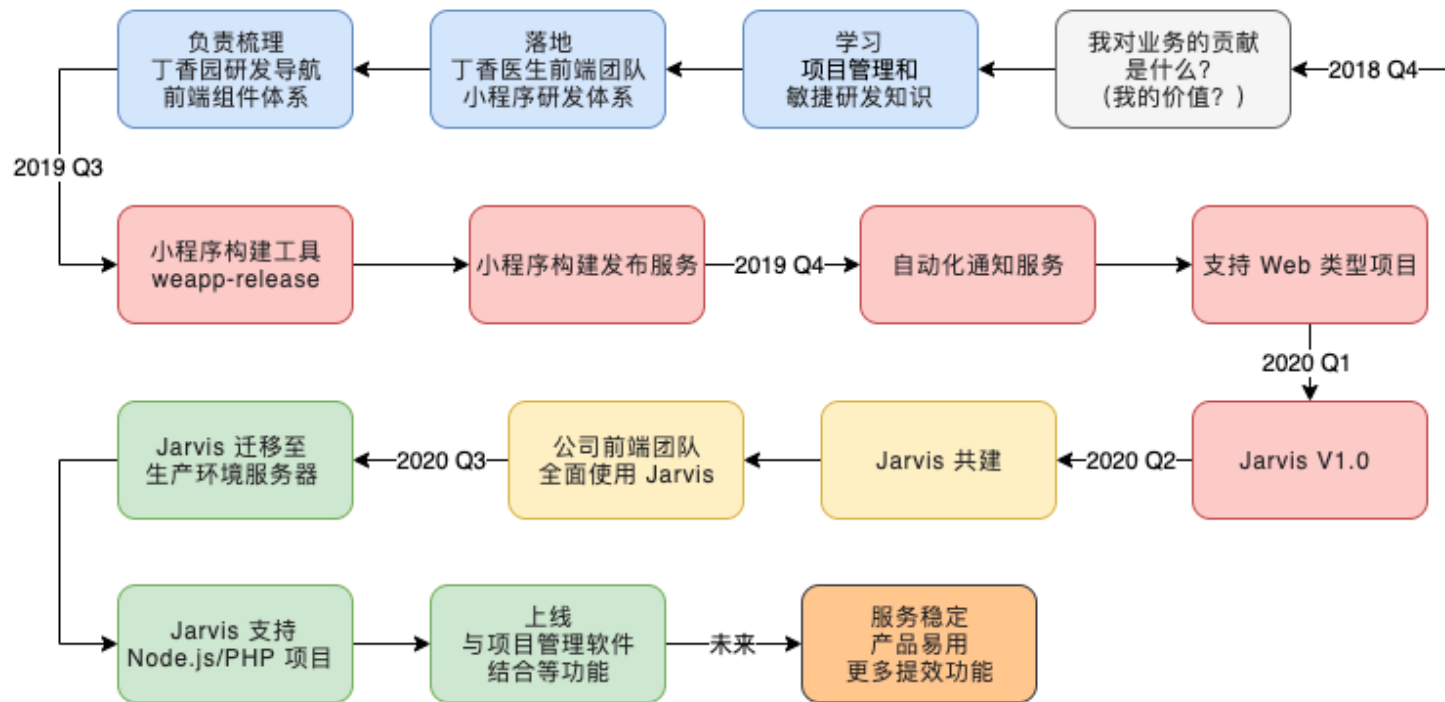 2018 Q4
我对业务的贡献
是什么？
（我的价值？）
学习
项目管理和
敏捷研发知识
落地
丁香医生前端团队
小程序研发体系
负责梳理
丁香园研发导航
前端组件体系
2019 Q3
小程序构建工具
weapp-release
小程序构建发布服务
2019 Q4
自动化通知服务
支持 Web 类型项目
2020 Q1
Jarvis V1.0
2020 Q2
Jarvis 共建
公司前端团队
全面使用 Jarvis
2020 Q3
Jarvis 迁移至
生产环境服务器
Jarvis 支持
Node.js/PHP 项目
上线
与项目管理软件
结合等功能
未来
服务稳定
产品易用
更多提效功能